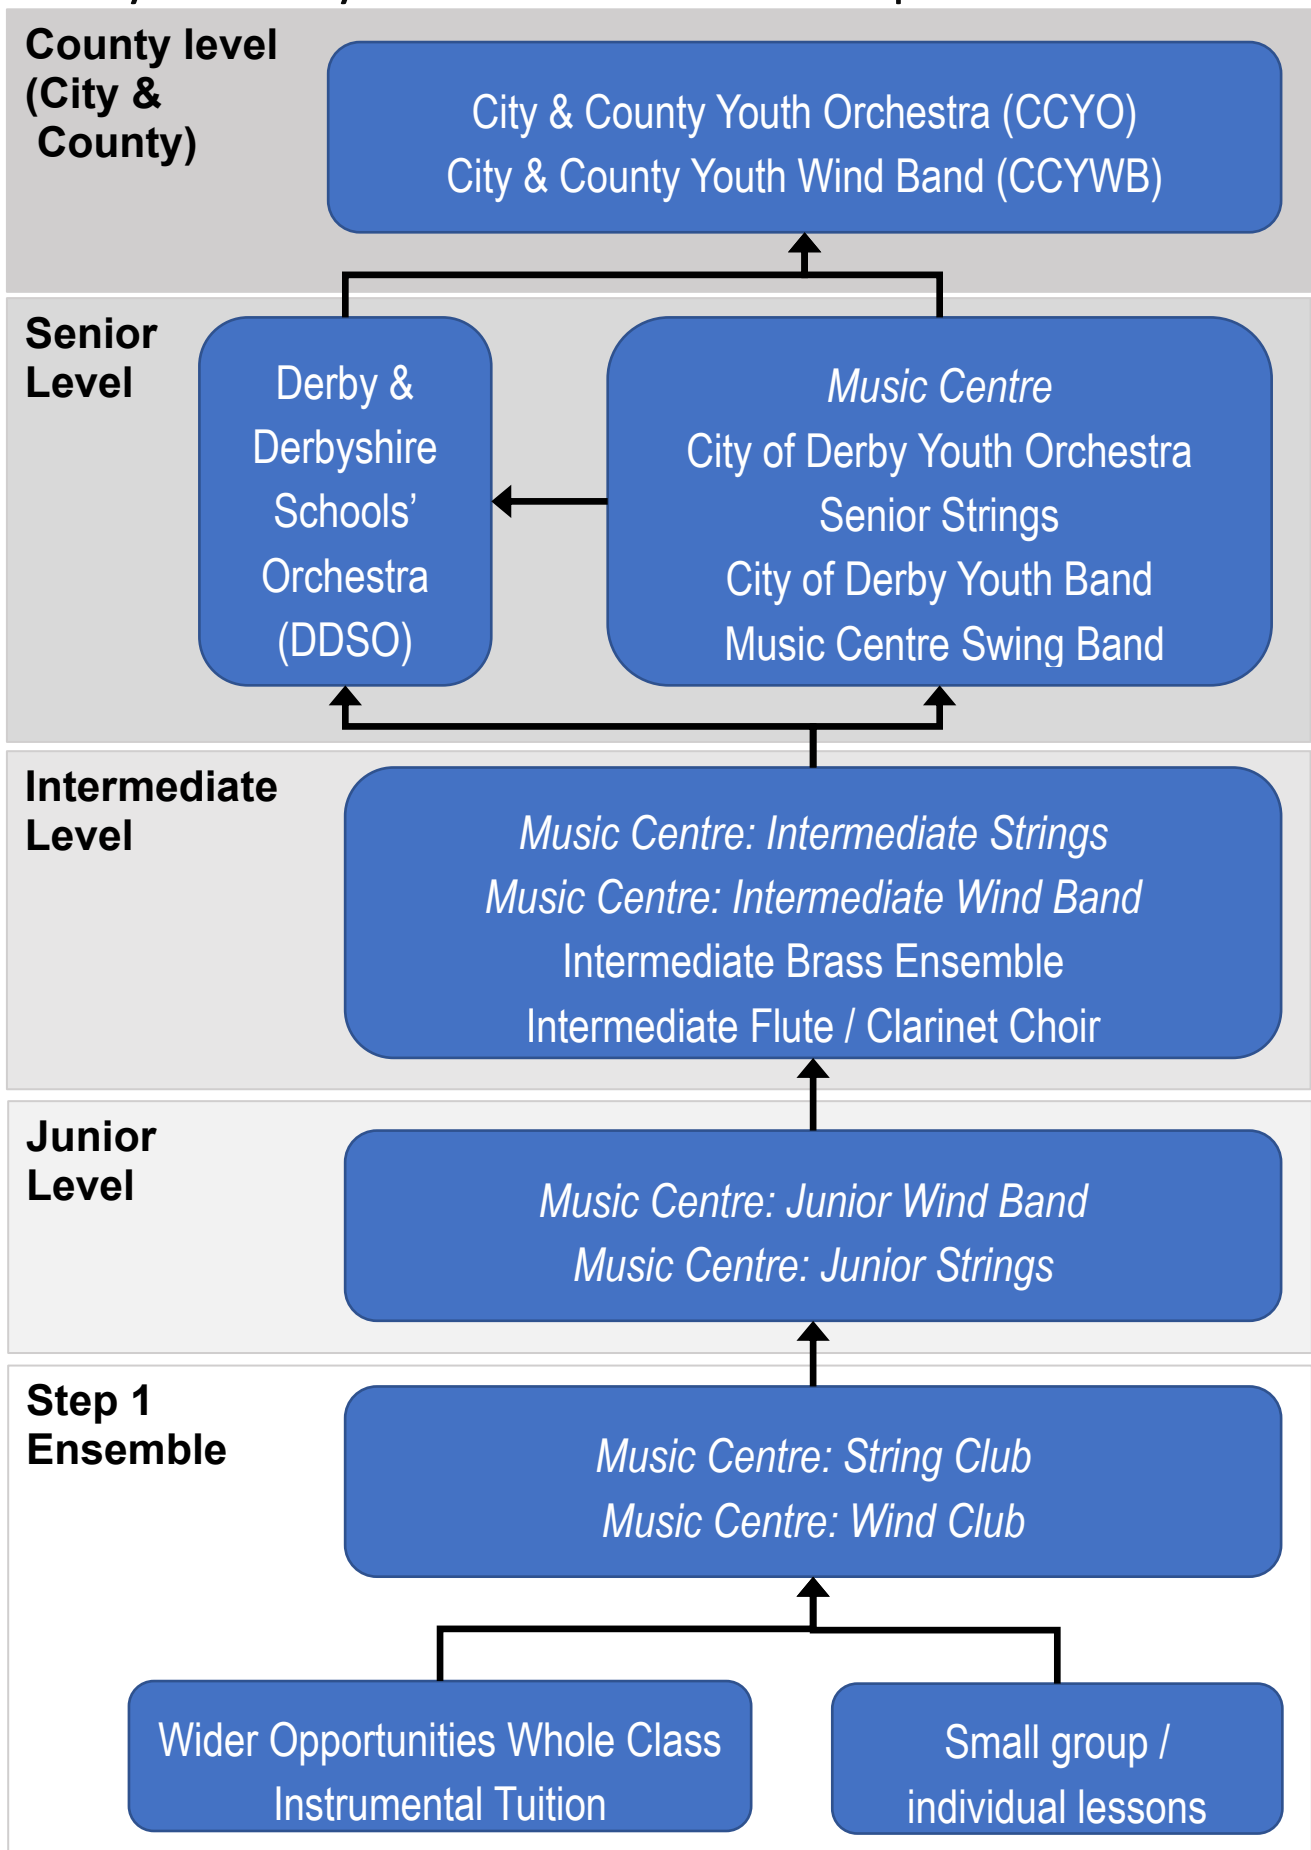 County level
(City &
County)
City & County Youth Orchestra (CCYO)
City & County Youth Wind Band (CCYWB)
Senior
Level
Derby &
Derbyshire
Schools’
Orchestra
(DDSO)
Music Centre
City of Derby Youth Orchestra
Senior Strings
City of Derby Youth Band
Music Centre Swing Band
Intermediate
Level
Music Centre: Intermediate Strings
Music Centre: Intermediate Wind Band
Intermediate Brass Ensemble
Intermediate Flute / Clarinet Choir
Junior
Level
Music Centre: Junior Wind Band
Music Centre: Junior Strings
Step 1
Ensemble
Music Centre: String Club
Music Centre: Wind Club
Wider Opportunities Whole Class
Instrumental Tuition
Small group /
individual lessons